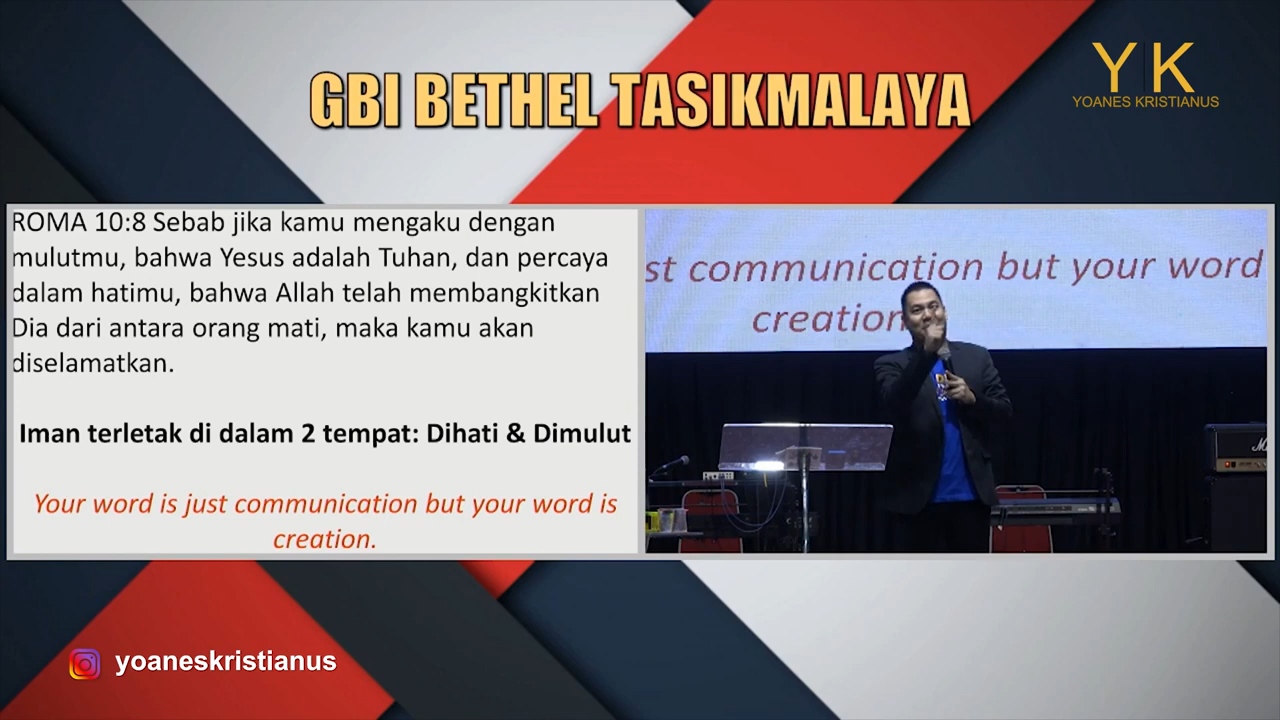 GBI BETHEL TASIKMALAYA
Y K
YOANES KRISTIANUS
ROMA 10:8 Sebab jika kamu mengaku dengan
mulutmu, bahwa Yesus adalah Tuhan, dan percaya
dalam hatimu, bahwa Allah telah membangkitkan
Dia dari antara orang mati, maka kamu akan
diselamatkan.
Iman terletak di dalam 2 tempat: Dihati & Dimulut
Your word is just communication but your word is
creation.
st communication but your word
creation
yoaneskristianus